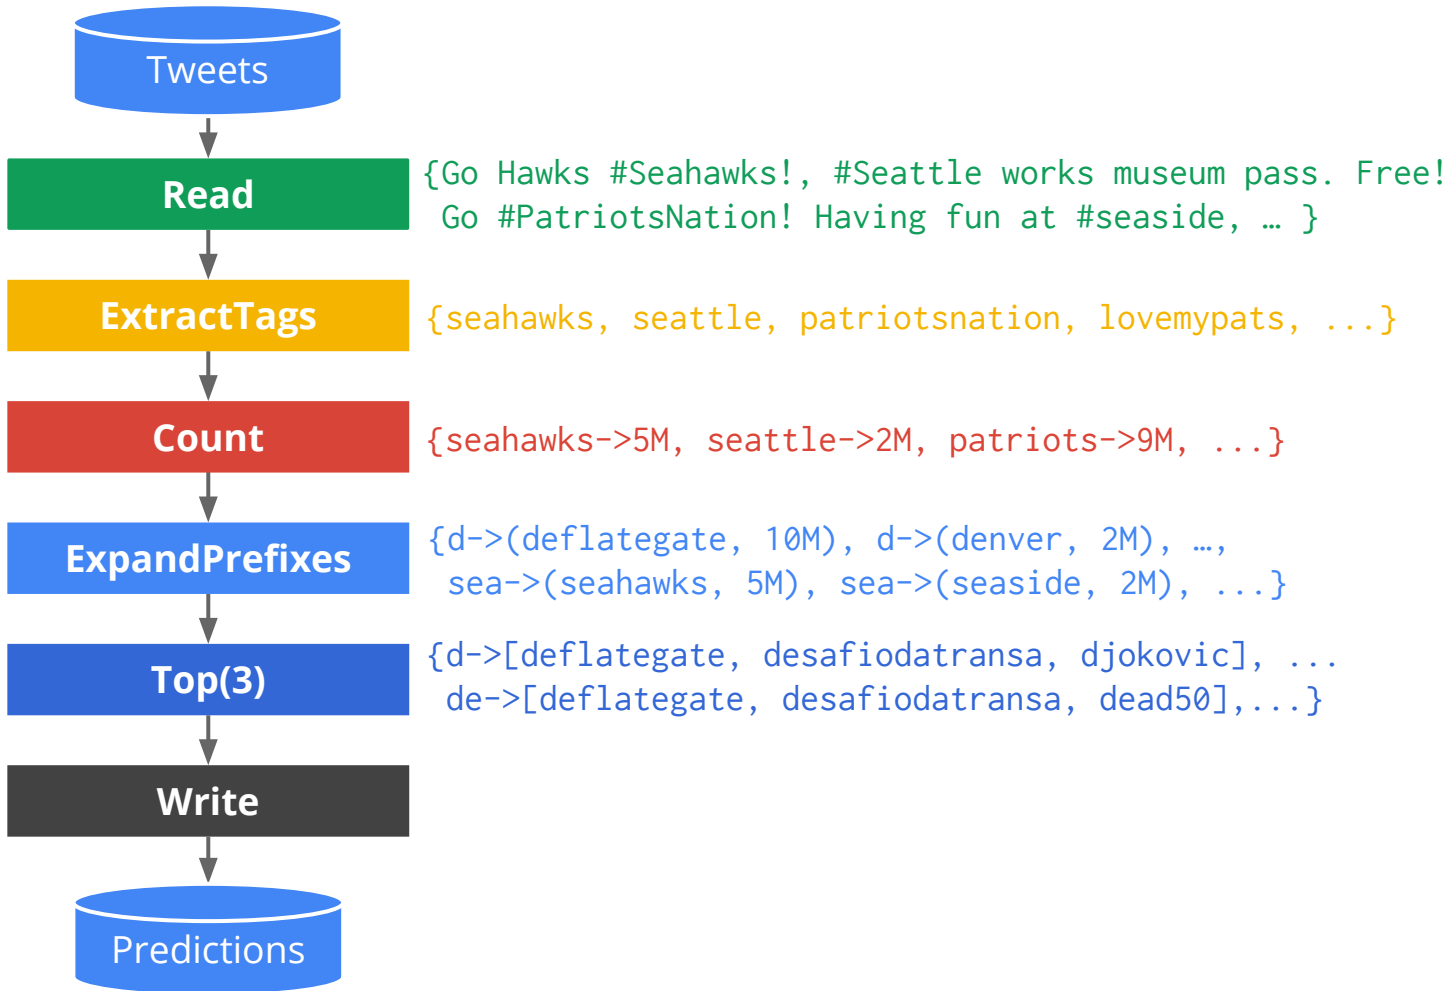 Tweets
Read
{Go Hawks #Seahawks!, #Seattle works museum pass. Free!
Go #PatriotsNation! Having fun at #seaside, … }
ExtractTags
{seahawks, seattle, patriotsnation, lovemypats, ...}
Count
{seahawks->5M, seattle->2M, patriots->9M, ...}
ExpandPrefixes
{d->(deflategate, 10M), d->(denver, 2M), …,
sea->(seahawks, 5M), sea->(seaside, 2M), ...}
Top(3)
{d->[deflategate, desafiodatransa, djokovic], ...
de->[deflategate, desafiodatransa, dead50],...}
Write
Predictions